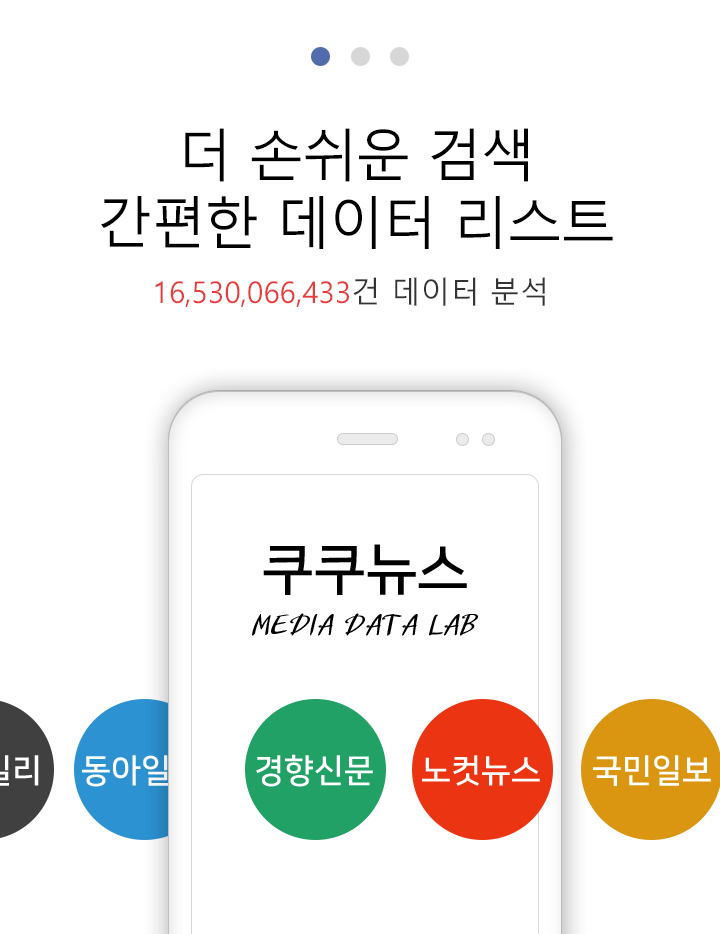 더 손쉬운 검색
간편한 데이터 리스트
16,530,066,433건 데이터 분석
쿠쿠뉴스
MEDIA DATA LAB
일리 동아일 경향신문 노컷뉴스 국민일보